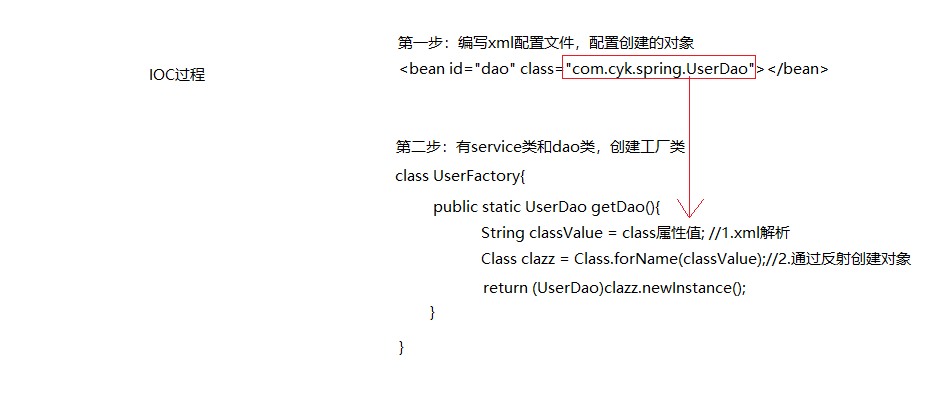 第一步：编写xml配置文件，配置创建的对象
IOC过程
<bean id="dao" class="com.cyk.spring.UserDao"></bean>
第二步：有service类和dao类，创建工厂类
class UserFactory{
public static UserDao getDao(){
String classValue = class属性值; //1.xml解析
Class clazz = Class.forName(classValue);//2.通过反射创建对象
return (UserDao)clazz.newInstance();
}
}